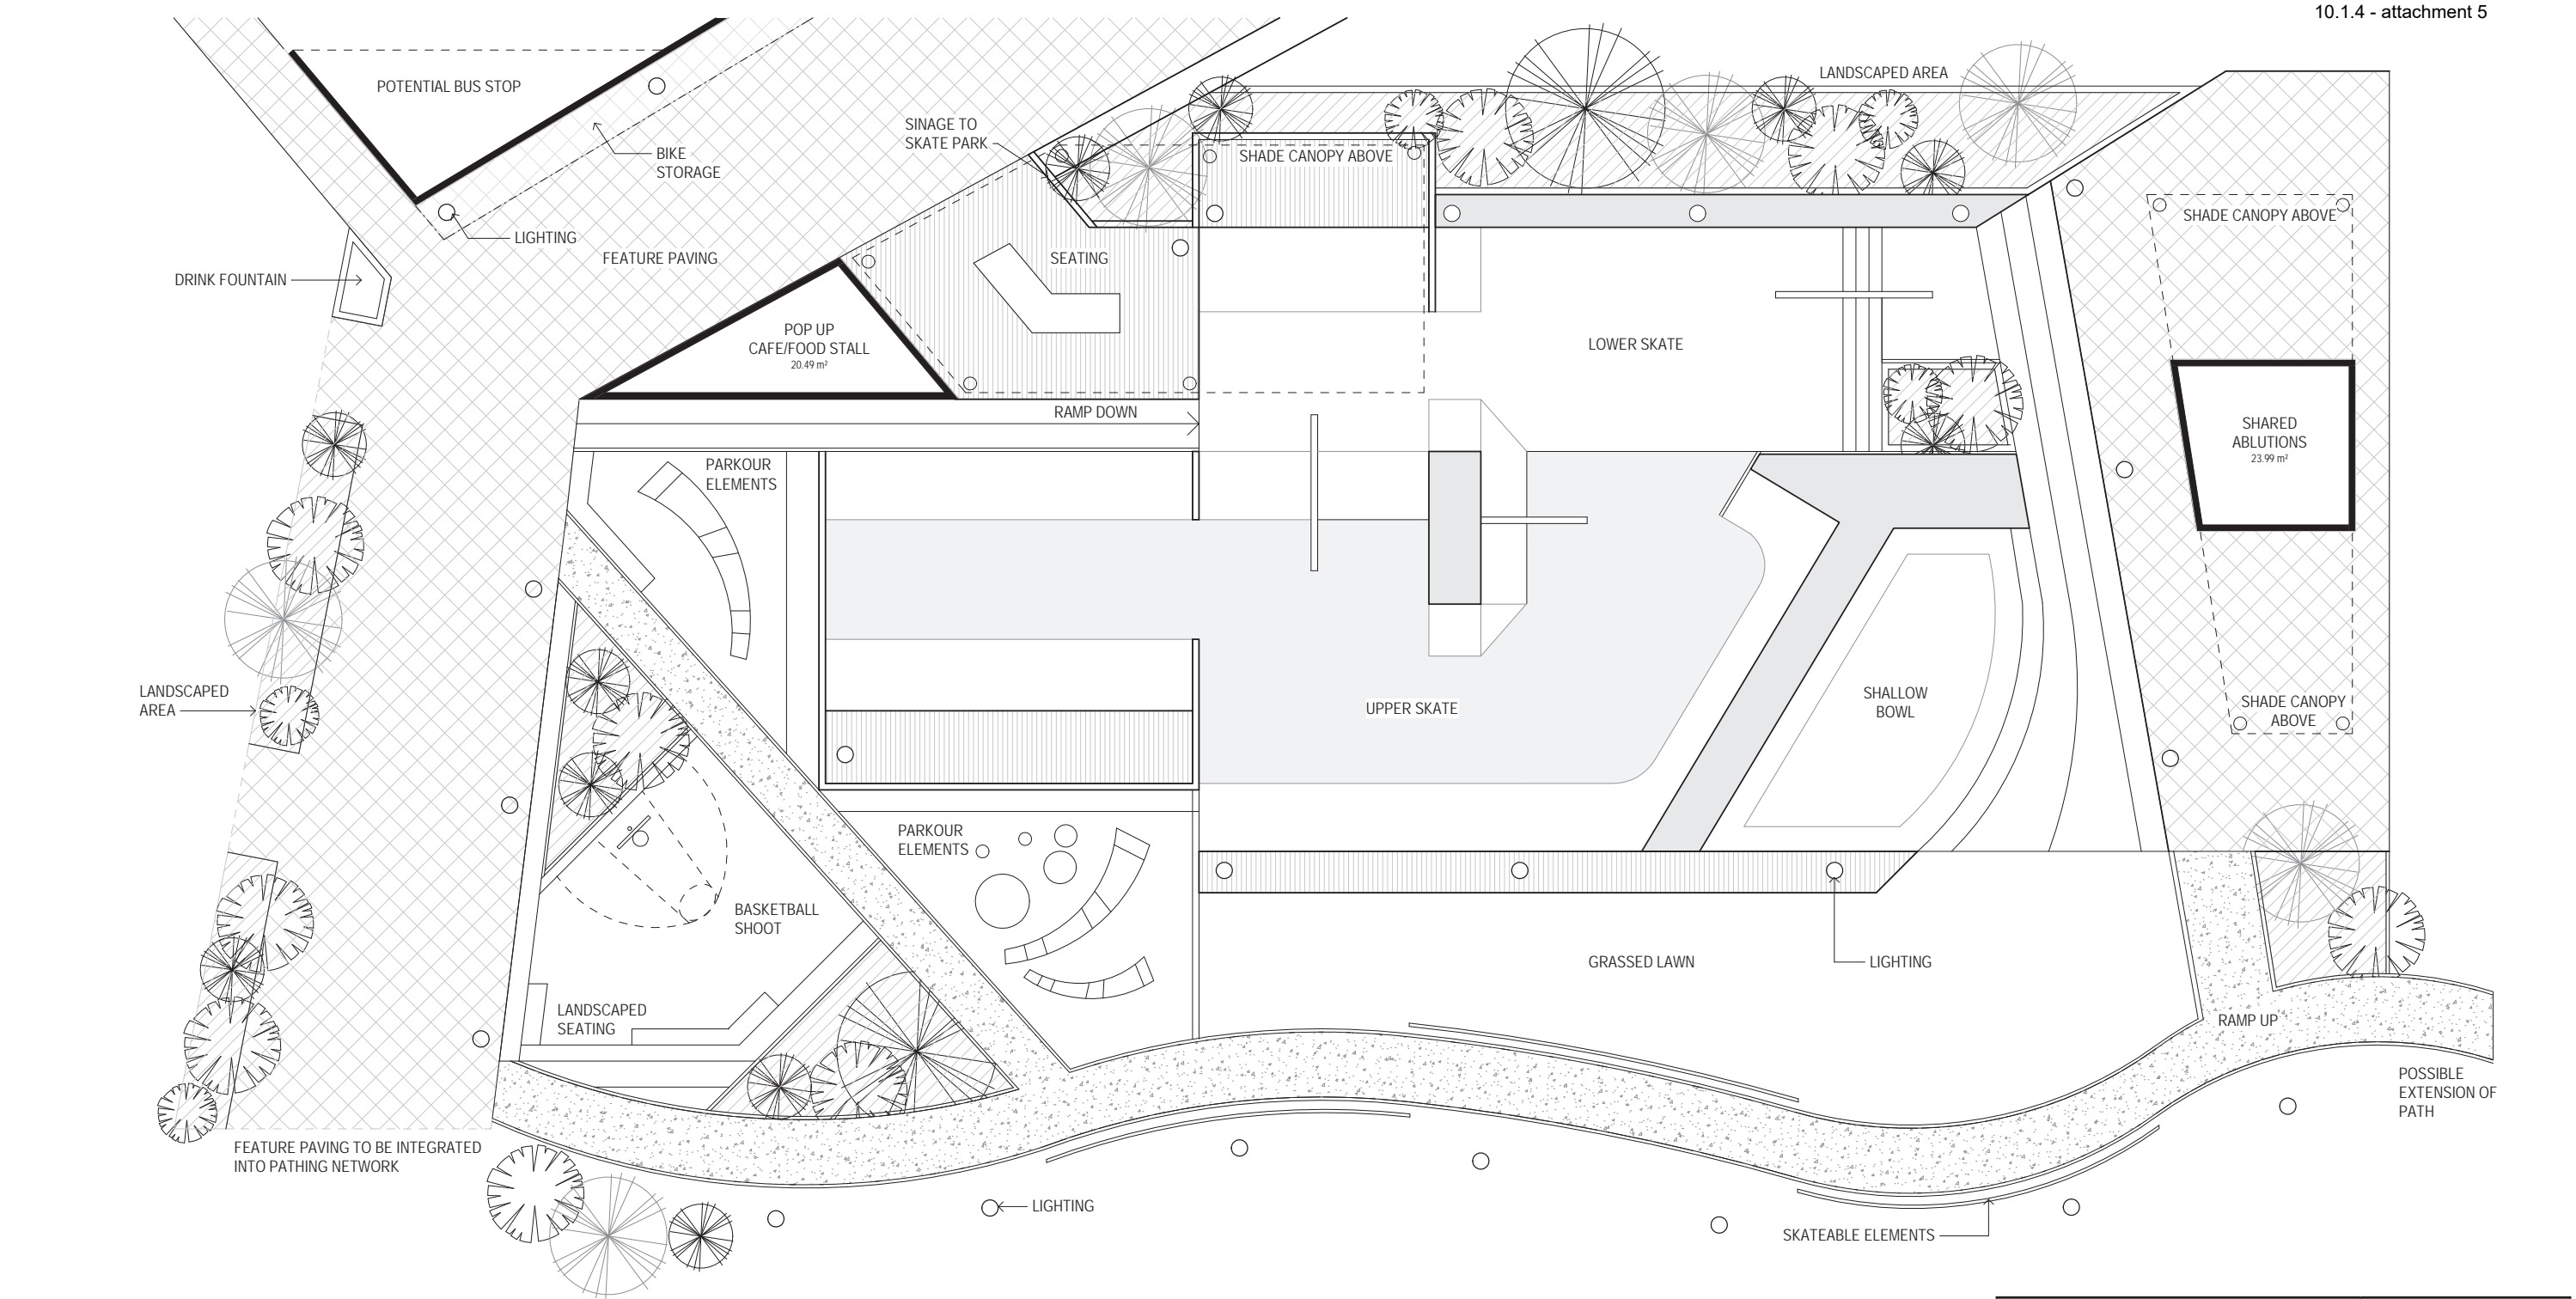 10.1.4 - attachment 5
POTENTIAL BUS STOP
BIKE
STORAGE
LIGHTING
DRINK FOUNTAIN
FEATURE PAVING
SINAGE TO
SKATE PARK
SHADE CANOPY ABOVE
LANDSCAPED AREA
SEATING
POP UP
CAFE/FOOD STALL
20.49 m²
LOWER SKATE
SHADE CANOPY ABOVE
RAMP DOWN
SHARED
ABLUTIONS
23.99 m²
PARKOUR
ELEMENTS
LANDSCAPED
AREA
UPPER SKATE
SHALLOW
BOWL
SHADE CANOPY
ABOVE
PARKOUR
ELEMENTS
BASKETBALL
SHOOT
GRASSED LAWN
LIGHTING
LANDSCAPED
SEATING
RAMP UP
POSSIBLE
EXTENSION OF
PATH
FEATURE PAVING TO BE INTEGRATED
INTO PATHING NETWORK
LIGHTING
SKATEABLE ELEMENTS